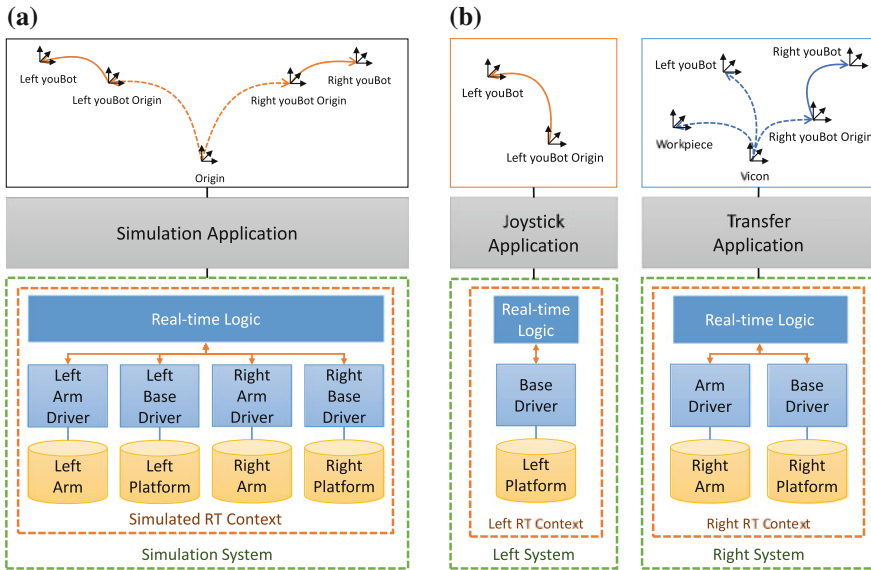 (a)
Left youBot
Left youBot Origin
Right youBot Origin
Right youBot
Origin
Simulation Application
Real-time Logic
Left
Arm
Driver
Left
Base
Driver
Right
Arm
Driver
Right
Base
Driver
Left
Arm
Left
Platform
Right
Arm
Right
Platform
Simulated RT Context
Simulation System
(b)
Left youBot
Left youBot Origin
Joystick
Application
Real-time
Logic
Base
Driver
Left
Platform
Left RT Context
Left System
Left youBot
Right youBot
Workpiece
Right youBot Origin
Vicon
Transfer
Application
Real-time Logic
Arm
Driver
Base
Driver
Right
Arm
Right
Platform
Right RT Context
Right System